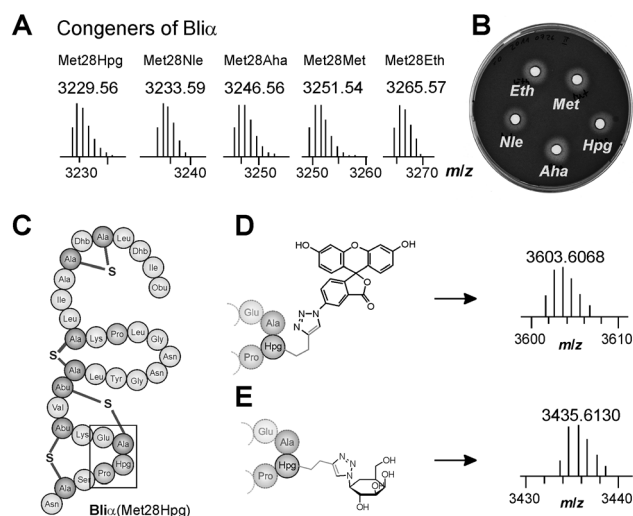 A
Congeners of Bliα
Met28Hpg Met28Nle Met28Aha Met28Met Met28Eth
3229.56 3233.59 3246.56 3251.54 3265.57
3230 3240 3250 3250 3260 3270 m/z
B
Eth Met
Nle Hpg
Aha
C
Dhb Ala Leu Dhb Ile Obu
Ala S
Ala
Ile
Leu
Ala Lys Pro Leu Gly Asn
S
Ala Leu Tyr Gly Asn
Abu
Val S
Abu Lys Glu Ala
S Hpg
Ala Ser Pro
Asn
Bliα(Met28Hpg)
D
HO O OH
O
O
N N N
Glu Ala
Hpg
Pro
3603.6068
3600 3610
m/z
E
Glu Ala
Hpg
Pro
N N N
OH
HO
O
OH
OH
3435.6130
3430 3440
m/z